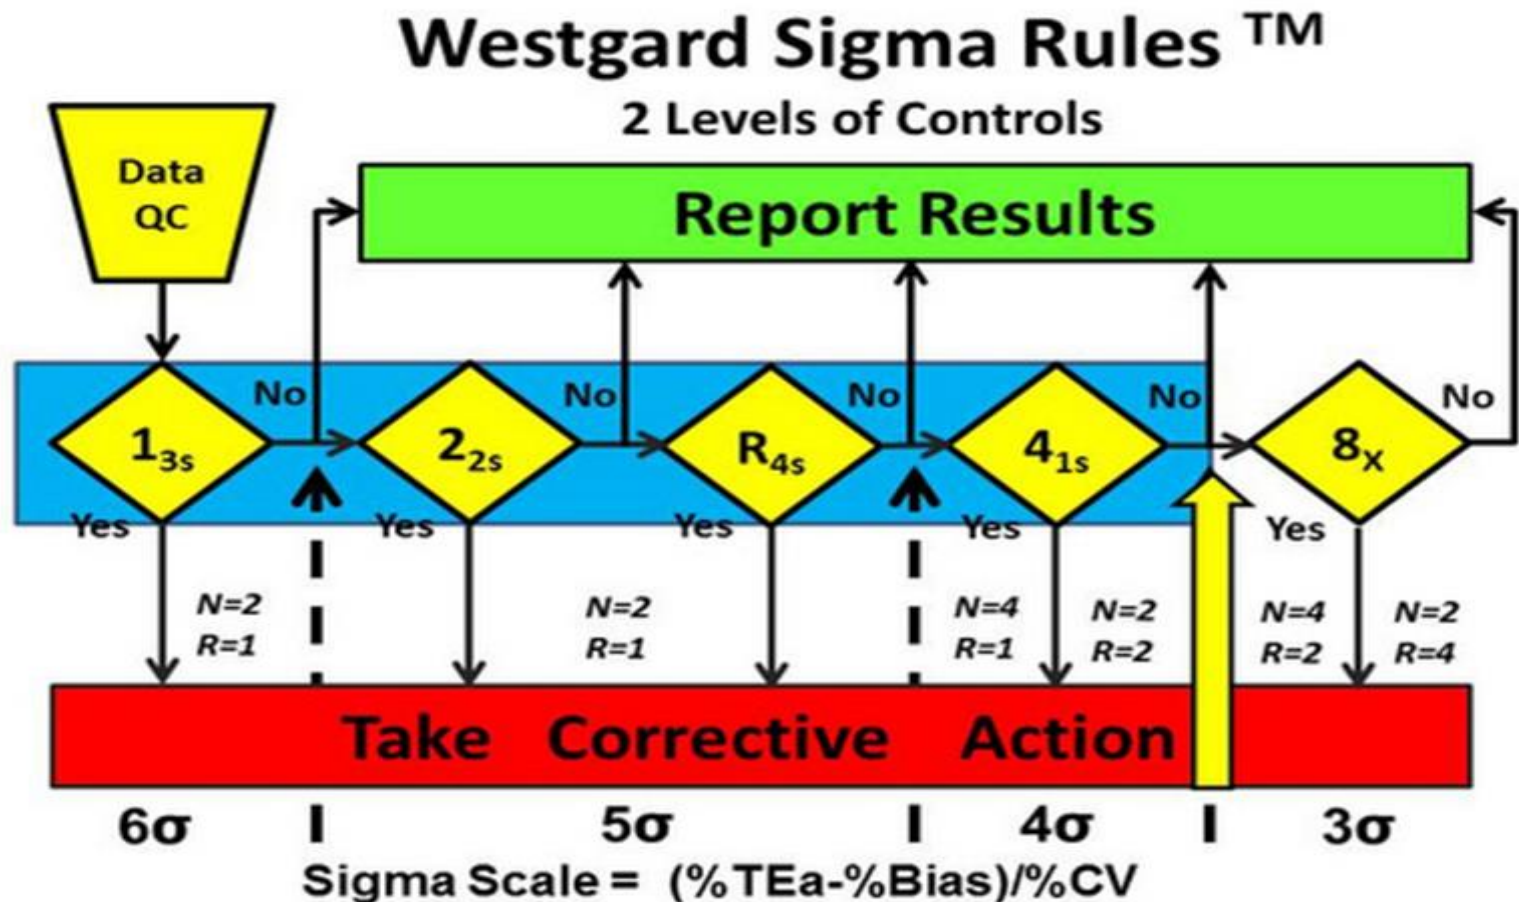 Westgard Sigma Rules TM
2 Levels of Controls
Data
QC
Report Results
No
No
No
No
No
13s
22s
R4s
41s
8x
Yes
Yes
Yes
Yes
Yes
N=2
R=1
N=2
R=1
N=4
R=1
N=2
R=2
N=4
R=2
N=2
R=4
Take Corrective Action
6σ
5σ
4σ
3σ
Sigma Scale = (%TEa-%Bias)/%CV